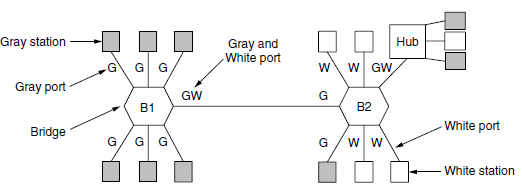 Gray station
Gray port
Bridge
G G G
B1
G G G
Gray and
White port
GW
W W GW
G
B2
G W W
Hub
White port
White station